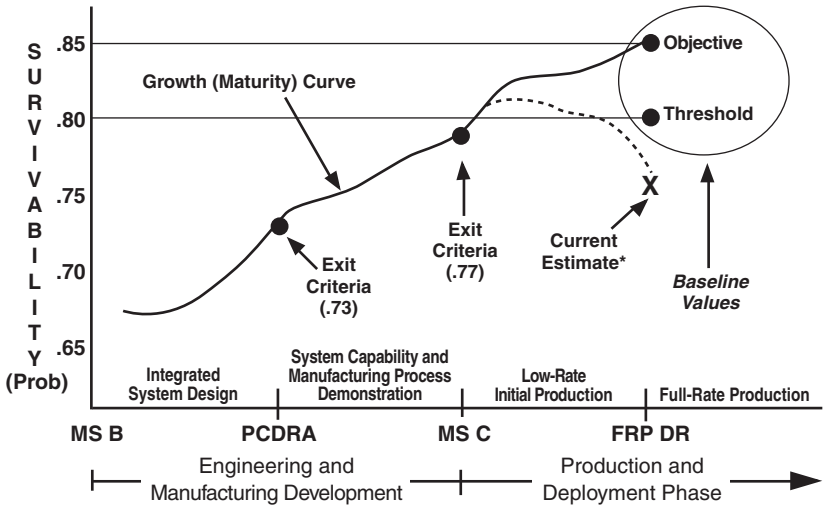 SURVIVABILITY
(Prob)
.85
.80
.75
.70
.65
Growth (Maturity) Curve
Objective
Threshold
Exit
Criteria
(.73)
Exit
Criteria
(.77)
X
Current
Estimate*
Baseline
Values
Integrated
System Design
System Capability and
Manufacturing Process
Demonstration
Low-Rate
Initial Production
Full-Rate Production
MS B
PCDRA
MS C
FRP DR
Engineering and
Manufacturing Development
Production and
Deployment Phase